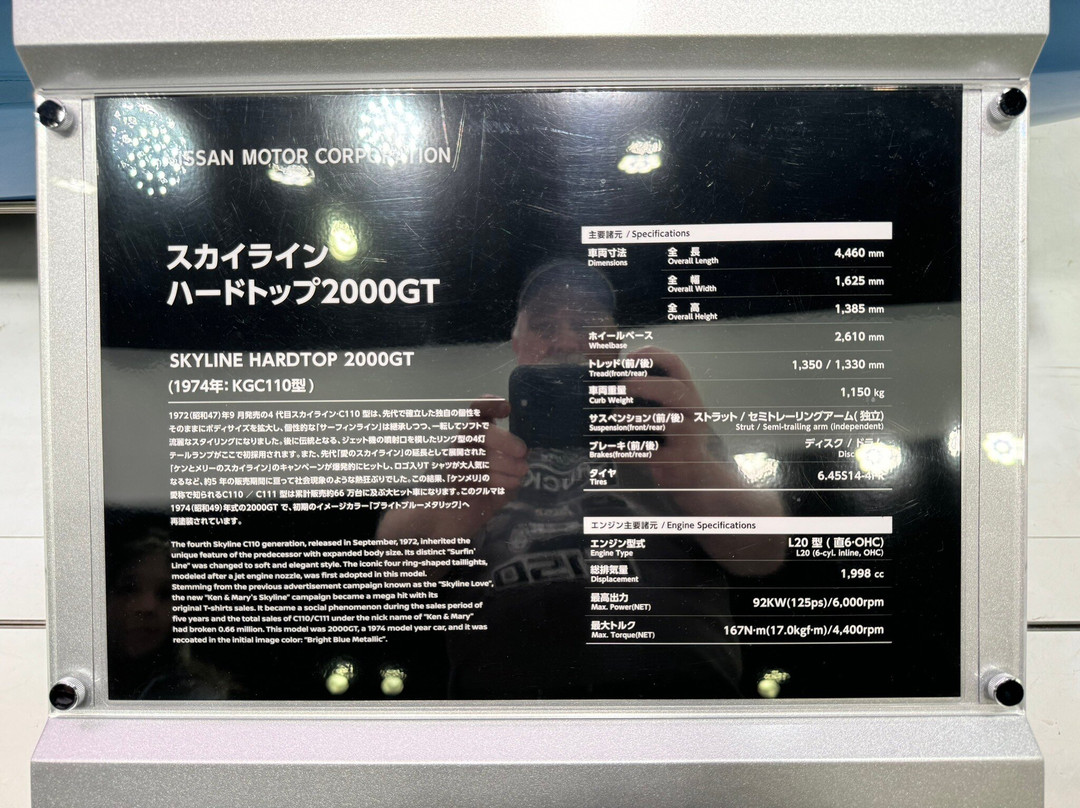 NISSAN MOTOR CORPORATION
スカイライン
ハードトップ2000GT
SKYLINE HARDTOP 2000GT
(1974年: KGC110型)
1972(昭和47)年9月発売の4代目スカイライン・C110型は、先代で確立した独自の個性を
そのままにボディサイズを拡大し、個性的な「サーフィンライン」は継承しつつ、一転してソフトで
流麗なスタイリングになりました。後に伝統となる、ジェット機の噴射口を模したリング型の4灯
テールランプがここで初採用されます。また、先代「愛のスカイライン」の延長として展開された
「ケンとメリーのスカイライン」のキャンペーンが爆発的にヒットし、ロゴ入りTシャツが大人気に
なるなど、約5年の販売期間に亘って社会現象のような熱狂ぶりでした。この結果、「ケンメリ」の
愛称で知られるC110 / C111型は累計販売約66万台に及ぶ大ヒット車になります。このクルマは
1974(昭和49)年式の2000GTで、初期のイメージカラー「ブライトブルーメタリック」へ
再塗装されています。
The fourth Skyline C110 generation, released in September, 1972, inherited the
unique feature of the predecessor with expanded body size. Its distinct "Surfin'
Line" was changed to soft and elegant style. The iconic four ring-shaped taillights,
modeled after a jet engine nozzle, was first adopted in this model.
Stemming from the previous advertisement campaign known as the "Skyline Love",
the new "Ken & Mary's Skyline" campaign became a mega hit with its
original T-shirts sales. It became a social phenomenon during the sales period of
five years and the total sales of C110/C111 under the nick name of "Ken & Mary"
had broken 0.66 million. This model was 2000GT, a 1974 model year car, and it was
recoated in the initial image color: "Bright Blue Metallic".
主要諸元 / Specifications
車両寸法 全 長 4,460 mm
Dimensions Overall Length
全 幅 1,625 mm
Overall Width
全 高 1,385 mm
Overall Height
ホイールベース 2,610 mm
Wheelbase
トレッド(前/後) 1,350 / 1,330 mm
Tread(front/rear)
車両重量 1,150 kg
Curb Weight
サスペンション(前/後) ストラット / セミトレーリングアーム(独立)
Suspension(front/rear) Strut / Semi-trailing arm (independent)
ブレーキ(前/後) ディスク / ドラム
Brakes(front/rear)
タイヤ 6.45S14-4PR
Tires
エンジン主要諸元 / Engine Specifications
エンジン型式 L20型(直6・OHC)
Engine Type L20 (6-cyl. inline, OHC)
総排気量 1,998 cc
Displacement
最高出力 92KW(125ps)/6,000rpm
Max. Power(NET)
最大トルク 167N·m(17.0kgf·m)/4,400rpm
Max. Torque(NET)